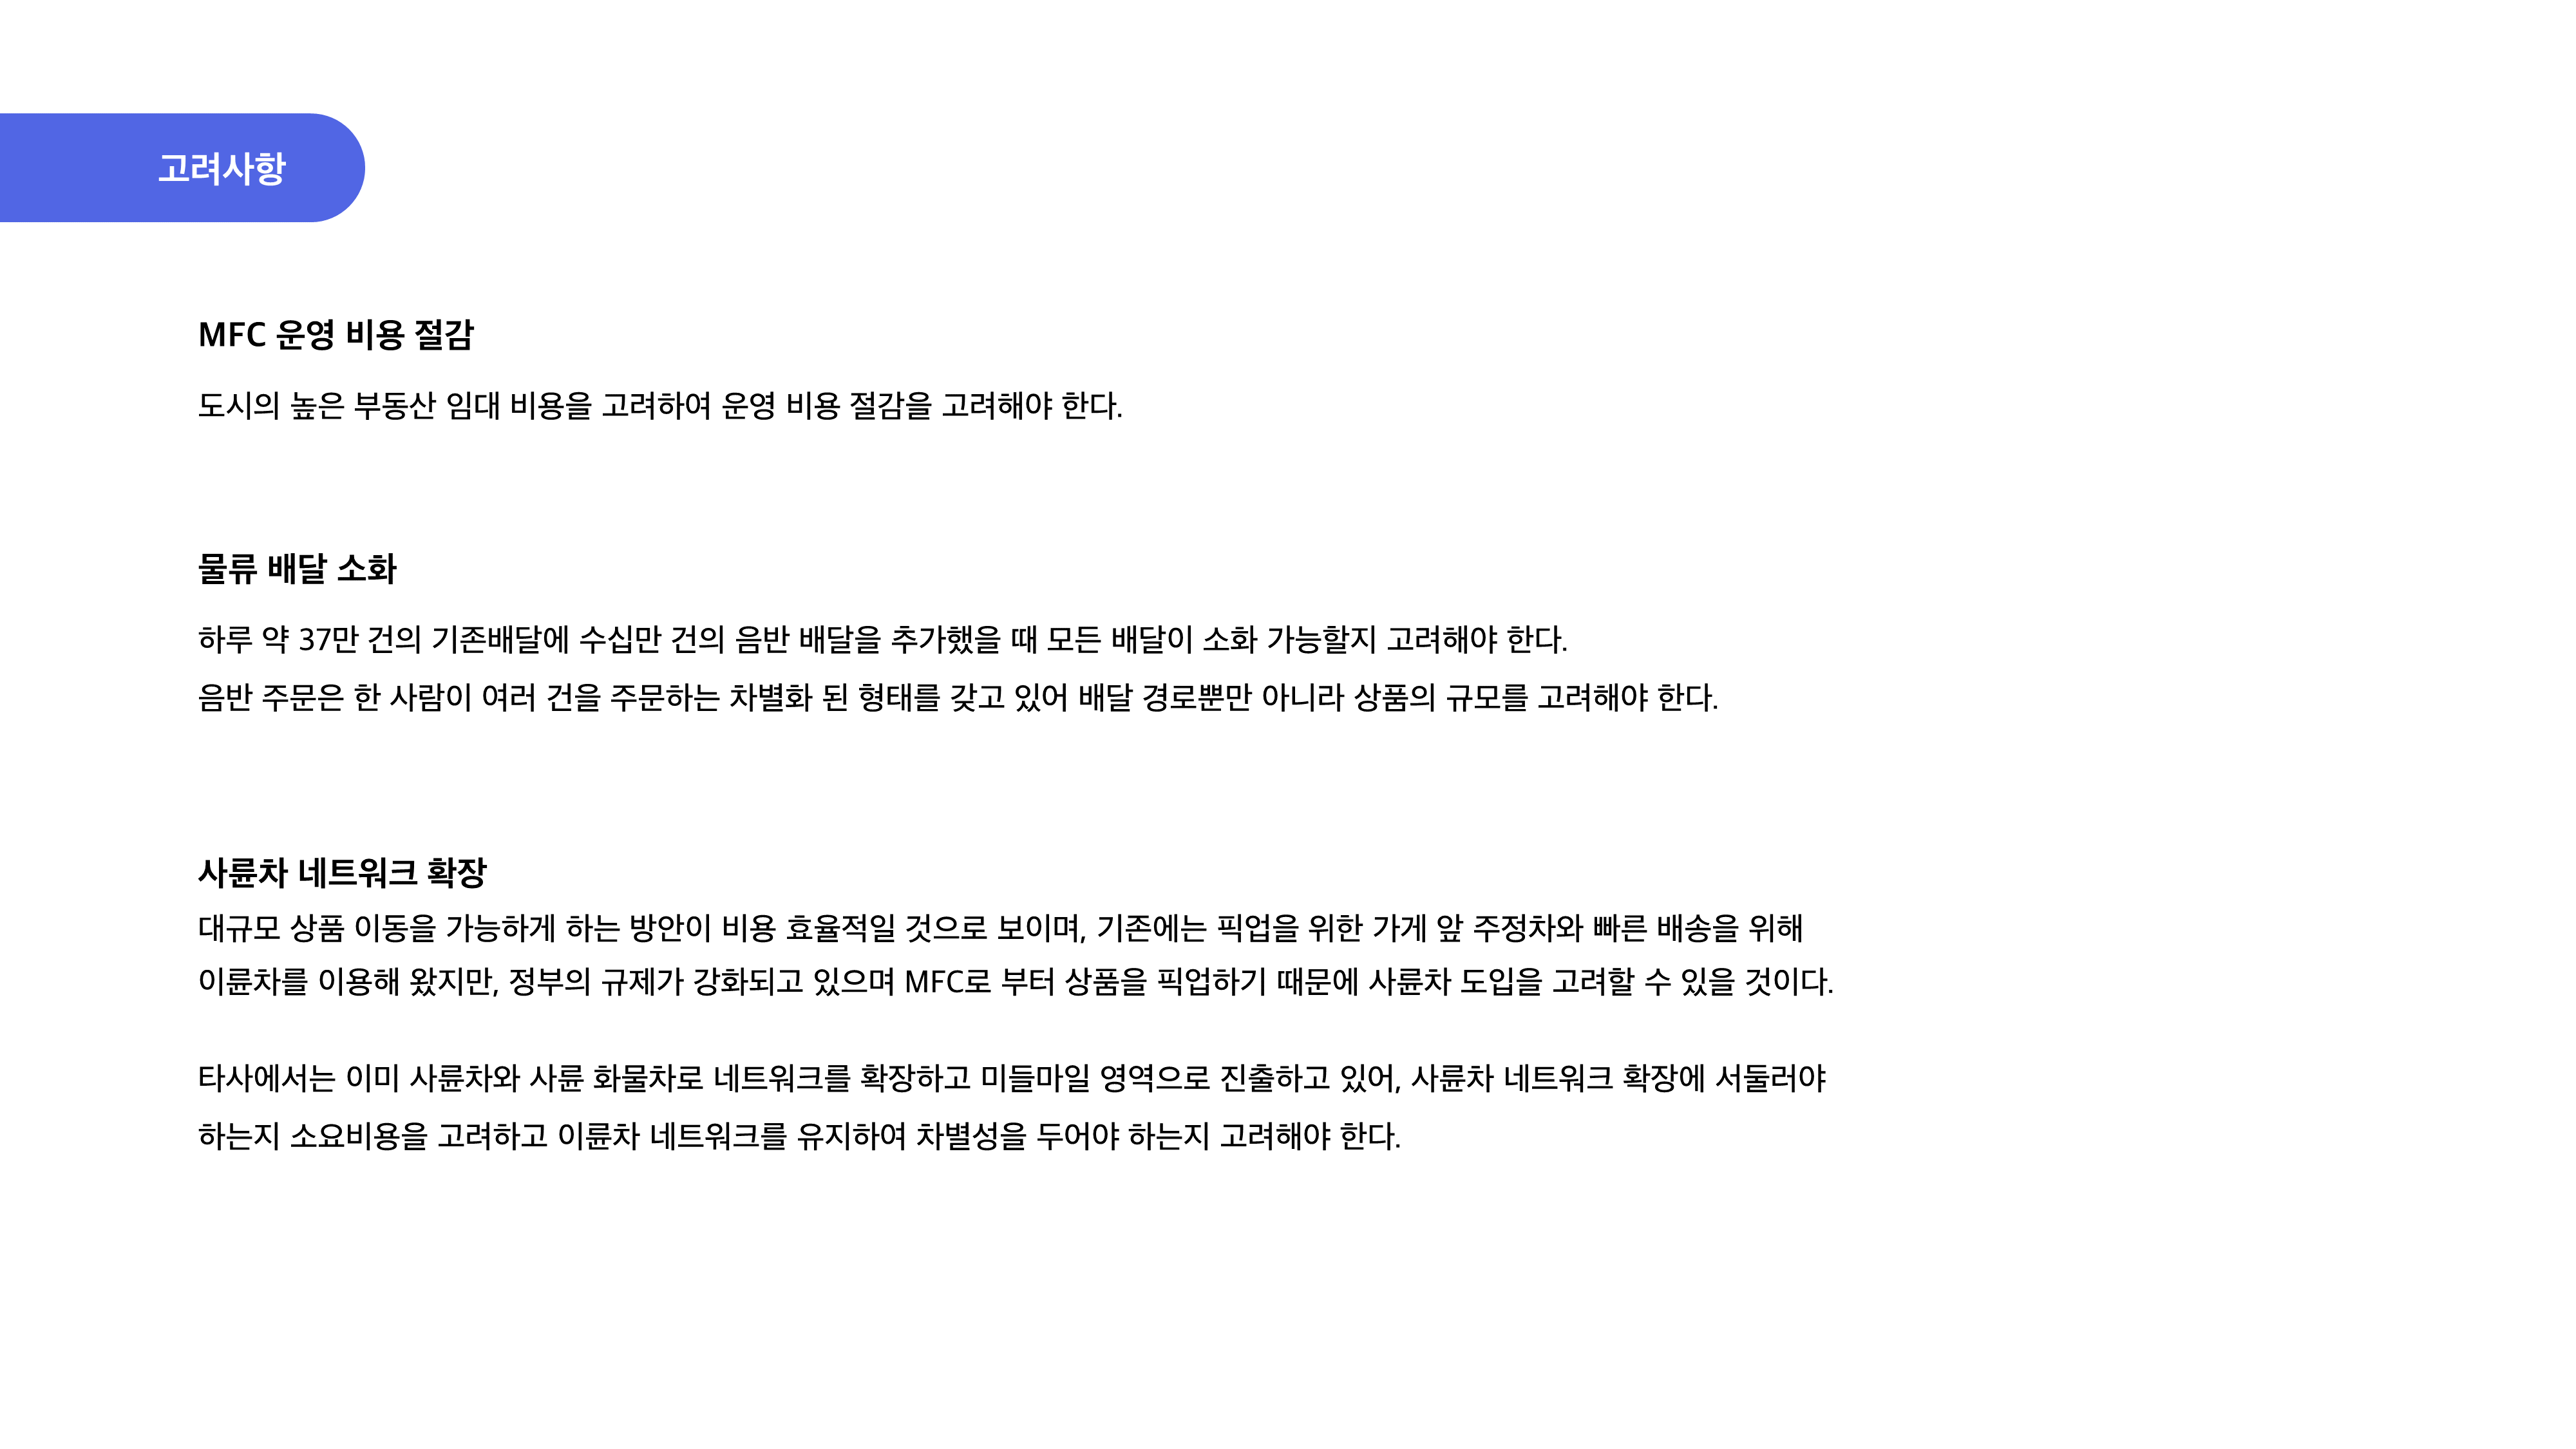 고려사항
MFC 운영 비용 절감
도시의 높은 부동산 임대 비용을 고려하여 운영 비용 절감을 고려해야 한다.
물류 배달 소화
하루 약 37만 건의 기존배달에 수십만 건의 음반 배달을 추가했을 때 모든 배달이 소화 가능할지 고려해야 한다.
음반 주문은 한 사람이 여러 건을 주문하는 차별화 된 형태를 갖고 있어 배달 경로뿐만 아니라 상품의 규모를 고려해야 한다.
사륜차 네트워크 확장
대규모 상품 이동을 가능하게 하는 방안이 비용 효율적일 것으로 보이며, 기존에는 픽업을 위한 가게 앞 주정차와 빠른 배송을 위해
이륜차를 이용해 왔지만, 정부의 규제가 강화되고 있으며 MFC로 부터 상품을 픽업하기 때문에 사륜차 도입을 고려할 수 있을 것이다.
타사에서는 이미 사륜차와 사륜 화물차로 네트워크를 확장하고 미들마일 영역으로 진출하고 있어, 사륜차 네트워크 확장에 서둘러야
하는지 소요비용을 고려하고 이륜차 네트워크를 유지하여 차별성을 두어야 하는지 고려해야 한다.